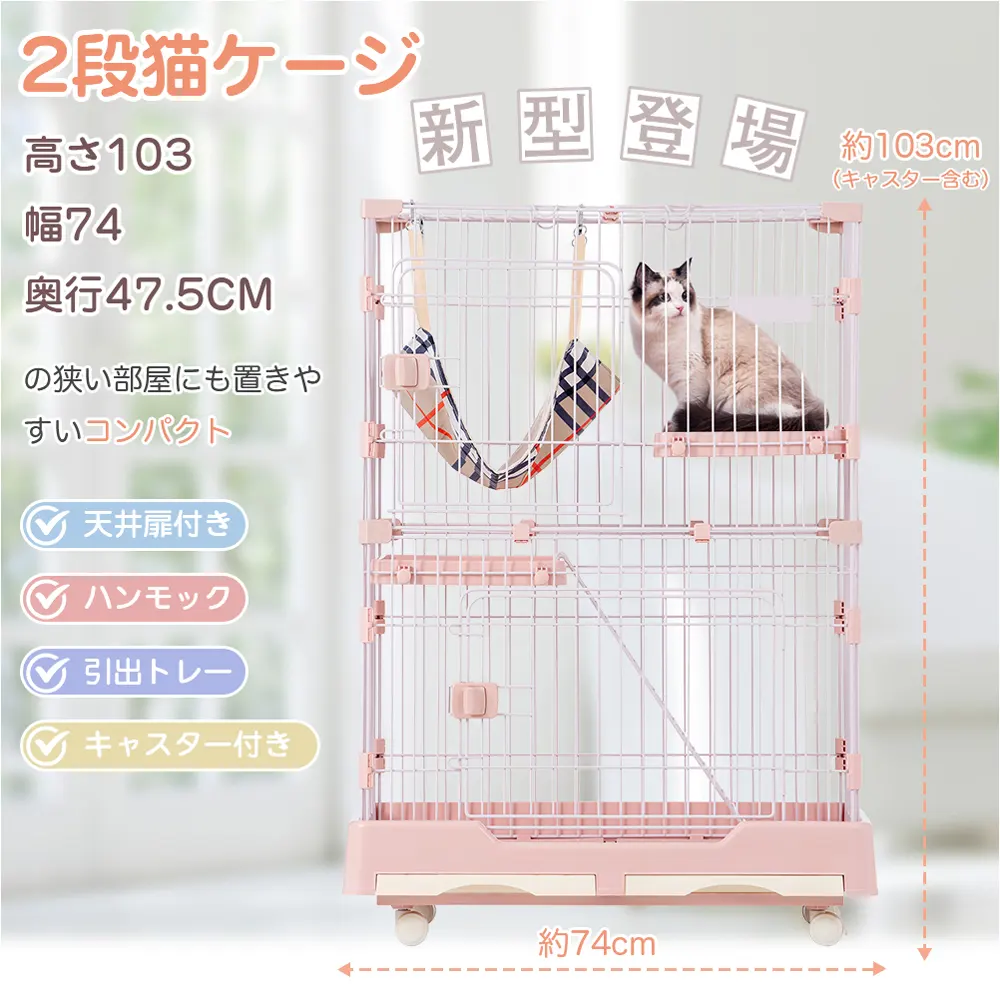 2段猫ケージ
新型登場
高さ103
幅74
奥行47.5CM
の狭い部屋にも置きや
すいコンパクト
天井扉付き
ハンモック
引出トレー
キャスター付き
約103cm
(キャスター含む)
約74cm